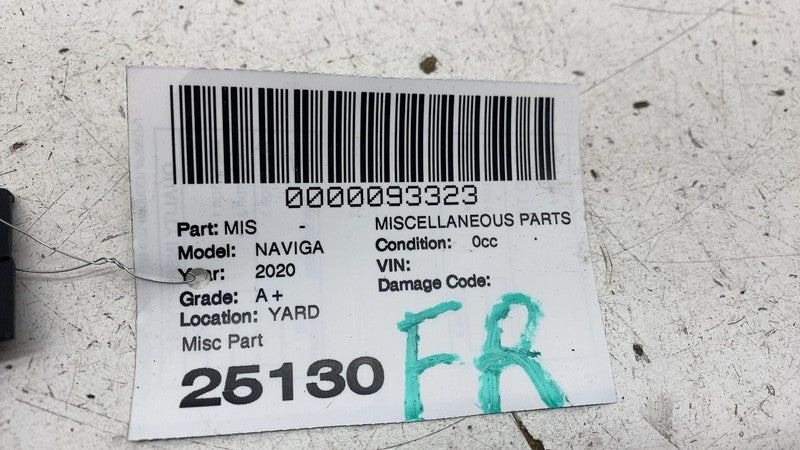 0000093323
Part: MIS - MISCELLANEOUS PARTS
Model: NAVIGA Condition: 0cc
Year: 2020 VIN:
Grade: A+ Damage Code:
Location: YARD
Misc Part
25130 FR